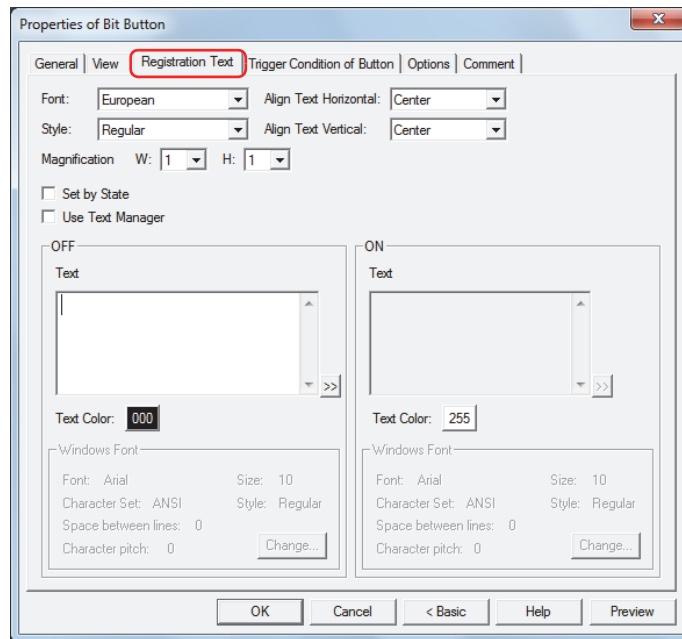 Properties of Bit Button
x
General View Registration Text Trigger Condition of Button Options Comment
Font: European Align Text Horizontal: Center
Style: Regular Align Text Vertical: Center
Magnification W: 1 H: 1
Set by State
Use Text Manager
OFF ON
Text Text
>> >>
Text Color: 000 Text Color: 255
Windows Font Windows Font
Font: Arial Size: 10 Font: Arial Size: 10
Character Set: ANSI Style: Regular Character Set: ANSI Style: Regular
Space between lines: 0 Space between lines: 0
Character pitch: 0 Change... Character pitch: 0 Change...
OK Cancel < Basic Help Preview